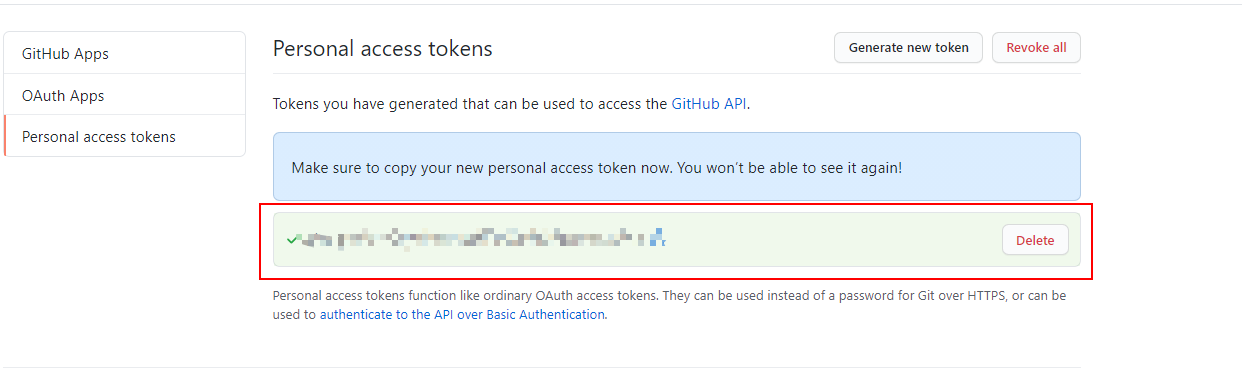 GitHub Apps
OAuth Apps
Personal access tokens
Personal access tokens
Generate new token
Revoke all
Tokens you have generated that can be used to access the GitHub API.
Make sure to copy your new personal access token now. You won’t be able to see it again!
Delete
Personal access tokens function like ordinary OAuth access tokens. They can be used instead of a password for Git over HTTPS, or can be
used to authenticate to the API over Basic Authentication.